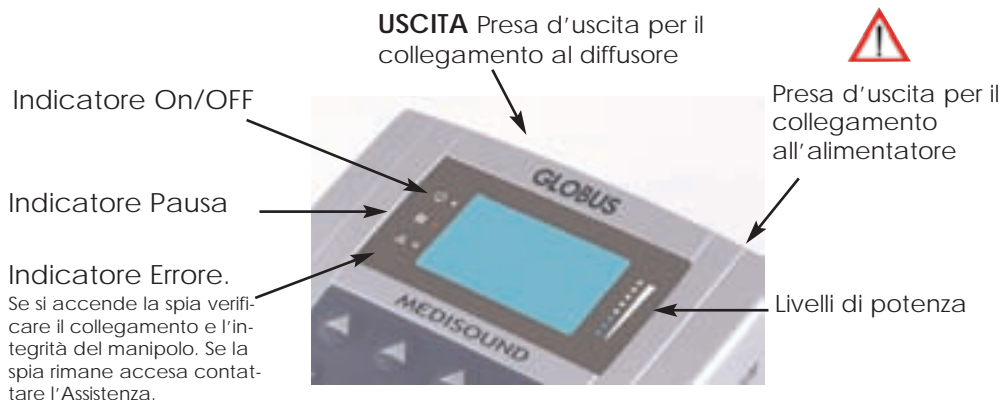 USCITA Presa d'uscita per il
collegamento al diffusore
Indicatore On/OFF
Presa d'uscita per il
collegamento
all'alimentatore
Indicatore Pausa
Indicatore Errore.
Se si accende la spia verifi-
care il collegamento e l'in-
tegrità del manipolo. Se la
spia rimane accesa contat-
tare l'Assistenza.
GLOBUS
MEDISOUND
Livelli di potenza